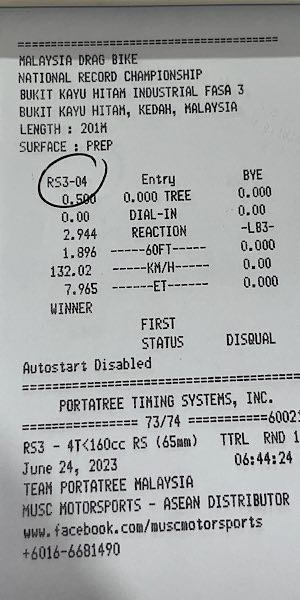 MALAYSIA DRAG BIKE
NATIONAL RECORD CHAMPIONSHIP
BUKIT KAYU HITAM INDUSTRIAL FASA 3
BUKIT KAYU HITAM, KEDAH, MALAYSIA
LENGTH : 201M
SURFACE : PREP
RS3-04 Entry BYE
0.500 0.000 TREE 0.000
0.00 DIAL-IN 0.00
2.944 REACTION -LB3-
1.896 ------60FT----- 0.000
132.02 ------KM/H----- 0.00
7.965 ------ET------ 0.000
WINNER
FIRST
STATUS DISQUAL
Autostart Disabled
PORTATREE TIMING SYSTEMS, INC.
================ 73/74 ===========6002
RS3 - 4T<160cc RS (65mm) TTRL RND 1
June 24, 2023 06:44:24
TEAM PORTATREE MALAYSIA
MUSC MOTORSPORTS - ASEAN DISTRIBUTOR
www.facebook.com/muscmotorsports
+6016-6681490